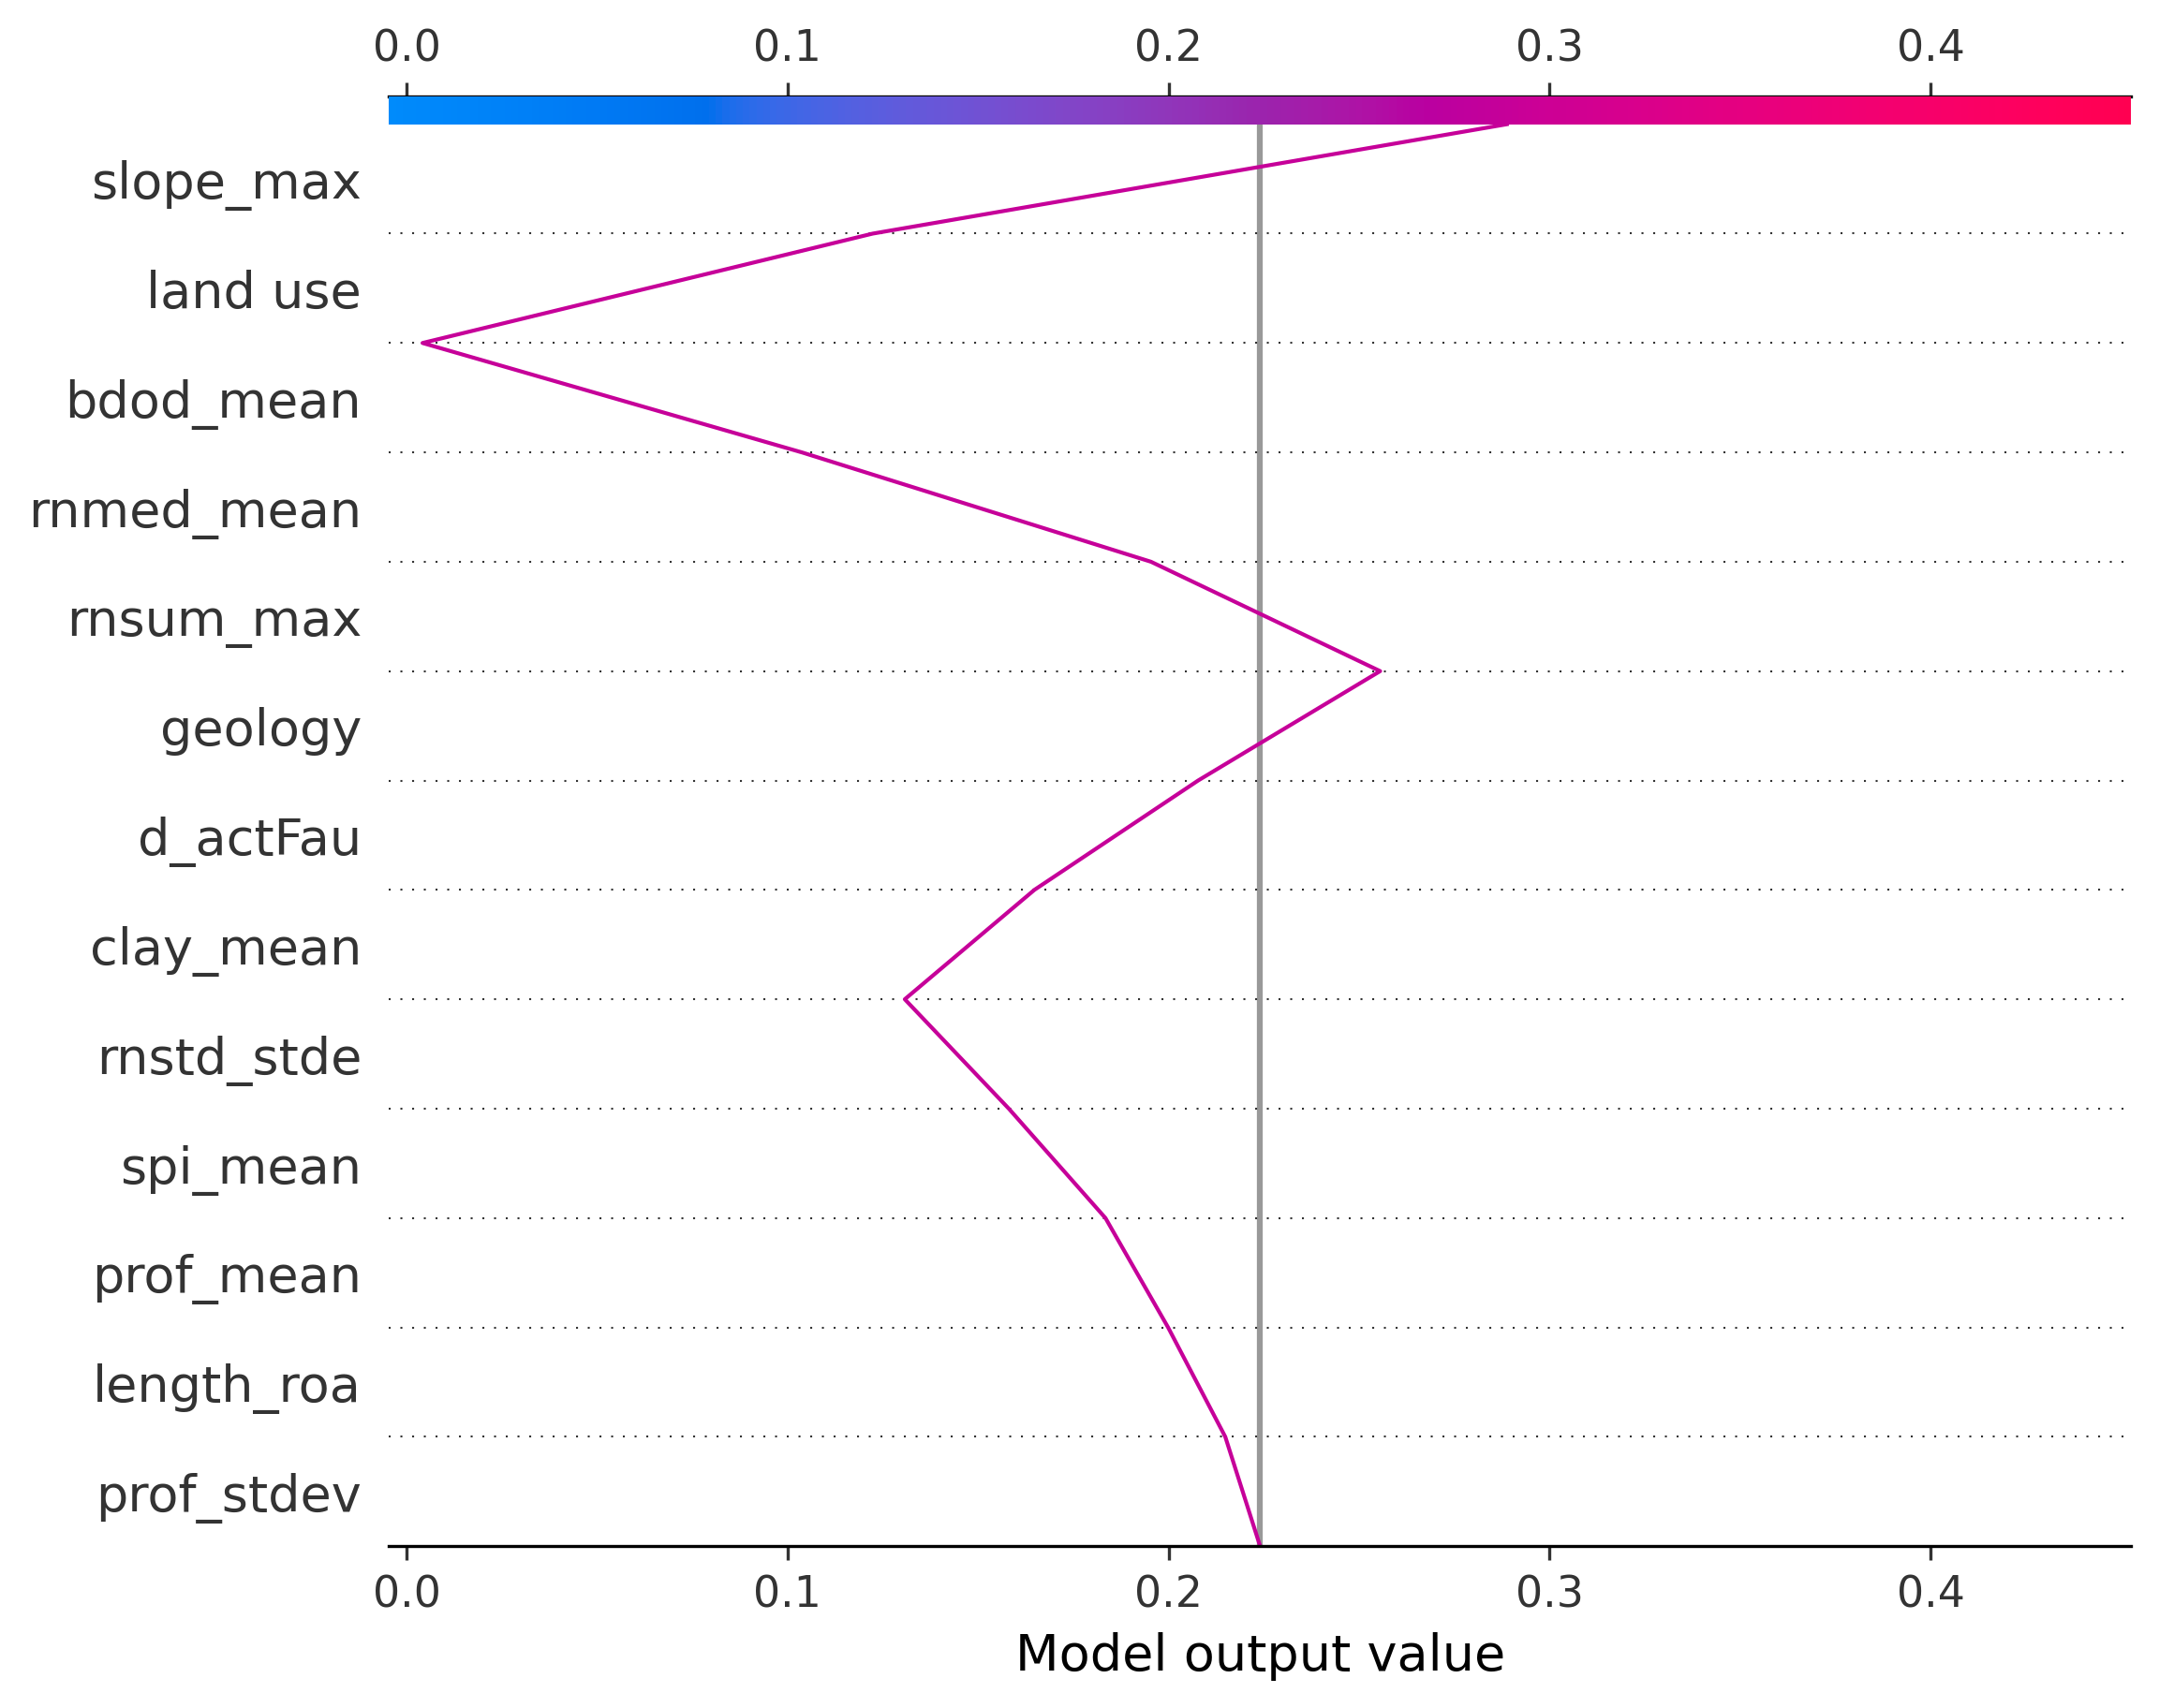 0.0 0.1 0.2 0.3 0.4
slope_max
land use
bdod_mean
rnmed_mean
rnsum_max
geology
d_actFau
clay_mean
rnstd_stde
spi_mean
prof_mean
length_roa
prof_stdev
0.0 0.1 0.2 0.3 0.4
Model output value